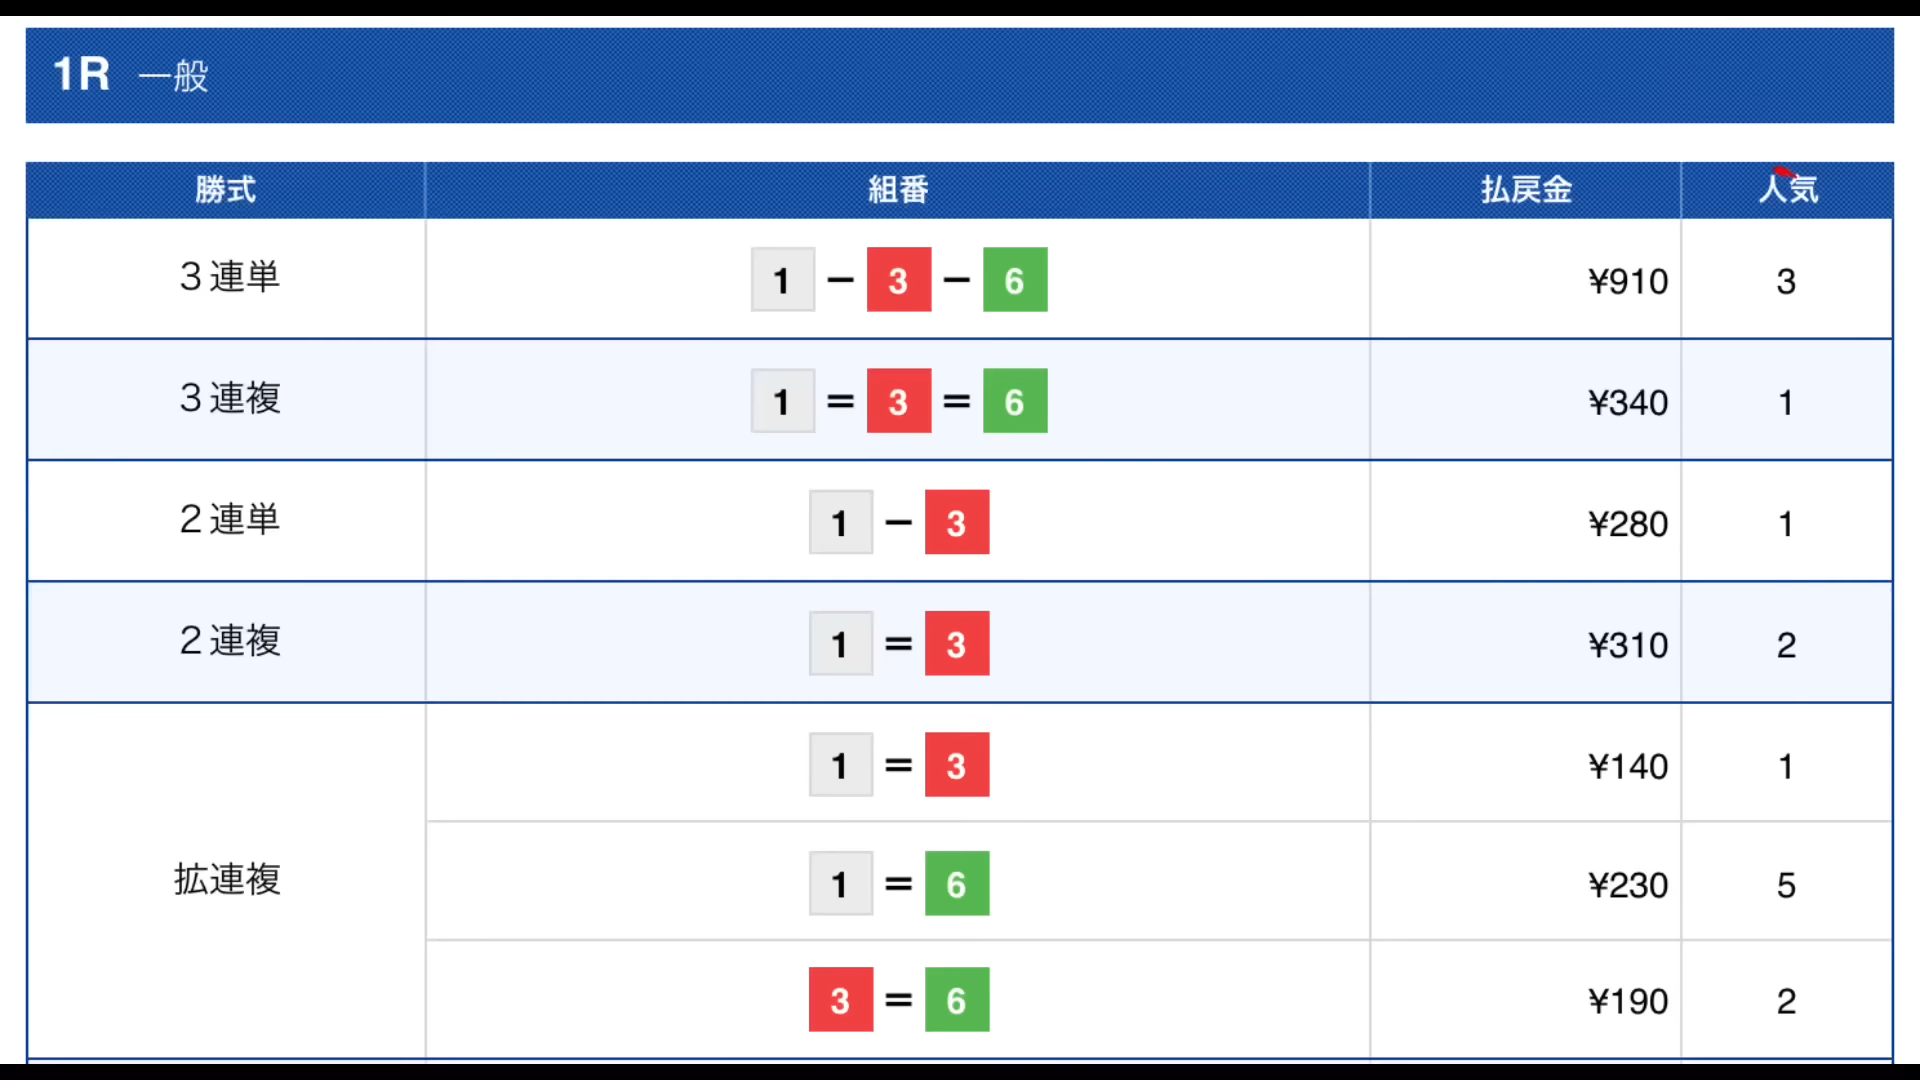 1R 一般
勝式 組番 払戻金 人気
3連単 1 - 3 - 6 ¥910 3
3連複 1 = 3 = 6 ¥340 1
2連単 1 - 3 ¥280 1
2連複 1 = 3 ¥310 2
拡連複 1 = 3 ¥140 1
1 = 6 ¥230 5
3 = 6 ¥190 2